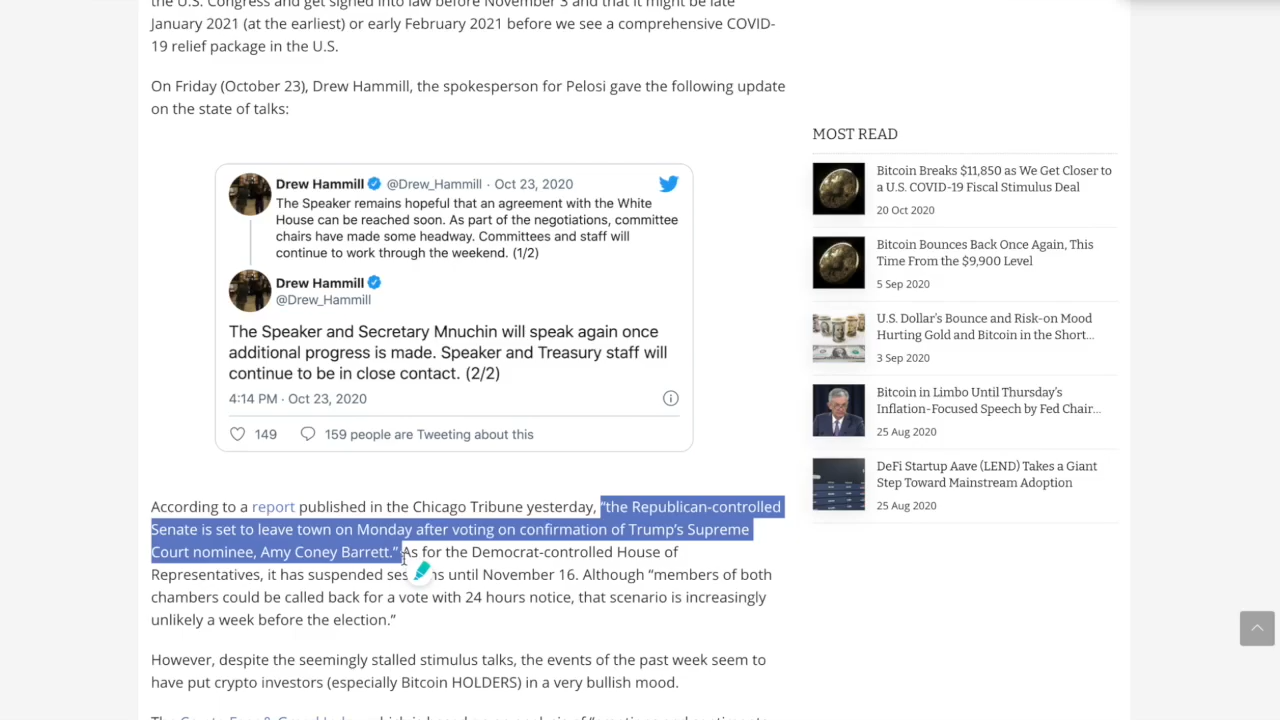 the U.S. Congress and get signed into law before November 3 and that it might be late
January 2021 (at the earliest) or early February 2021 before we see a comprehensive COVID-
19 relief package in the U.S.
On Friday (October 23), Drew Hammill, the spokesperson for Pelosi gave the following update
on the state of talks:
Drew Hammill @Drew_Hammill · Oct 23, 2020
The Speaker remains hopeful that an agreement with the White
House can be reached soon. As part of the negotiations, committee
chairs have made some headway. Committees and staff will
continue to work through the weekend. (1/2)
Drew Hammill
@Drew_Hammill
The Speaker and Secretary Mnuchin will speak again once
additional progress is made. Speaker and Treasury staff will
continue to be in close contact. (2/2)
4:14 PM · Oct 23, 2020
149 159 people are Tweeting about this
According to a report published in the Chicago Tribune yesterday, “the Republican-controlled
Senate is set to leave town on Monday after voting on confirmation of Trump’s Supreme
Court nominee, Amy Coney Barrett.” As for the Democrat-controlled House of
Representatives, it has suspended until November 16. Although “members of both
chambers could be called back for a vote with 24 hours notice, that scenario is increasingly
unlikely a week before the election.”
However, despite the seemingly stalled stimulus talks, the events of the past week seem to
have put crypto investors (especially Bitcoin HOLDERS) in a very bullish mood.
MOST READ
Bitcoin Breaks $11,850 as We Get Closer to
a U.S. COVID-19 Fiscal Stimulus Deal
20 Oct 2020
Bitcoin Bounces Back Once Again, This
Time From the $9,900 Level
5 Sep 2020
U.S. Dollar’s Bounce and Risk-on Mood
Hurting Gold and Bitcoin in the Short...
3 Sep 2020
Bitcoin in Limbo Until Thursday’s
Inflation-Focused Speech by Fed Chair...
25 Aug 2020
DeFi Startup Aave (LEND) Takes a Giant
Step Toward Mainstream Adoption
25 Aug 2020